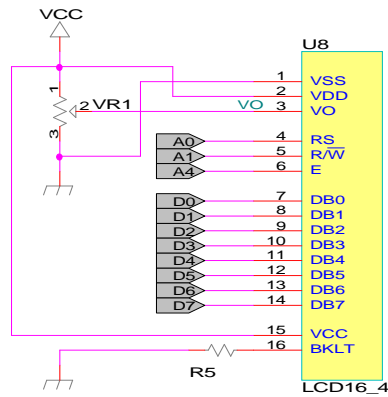 VCC
U8
1 VSS
2 VDD
1
2 VR1 VO 3 VO
3
A0 4 RS
A1 5 R/W
A4 6 E
D0 7 DB0
D1 8 DB1
D2 9 DB2
D3 10 DB3
D4 11 DB4
D5 12 DB5
D6 13 DB6
D7 14 DB7
15 VCC
16 BKLT
R5
LCD16_4